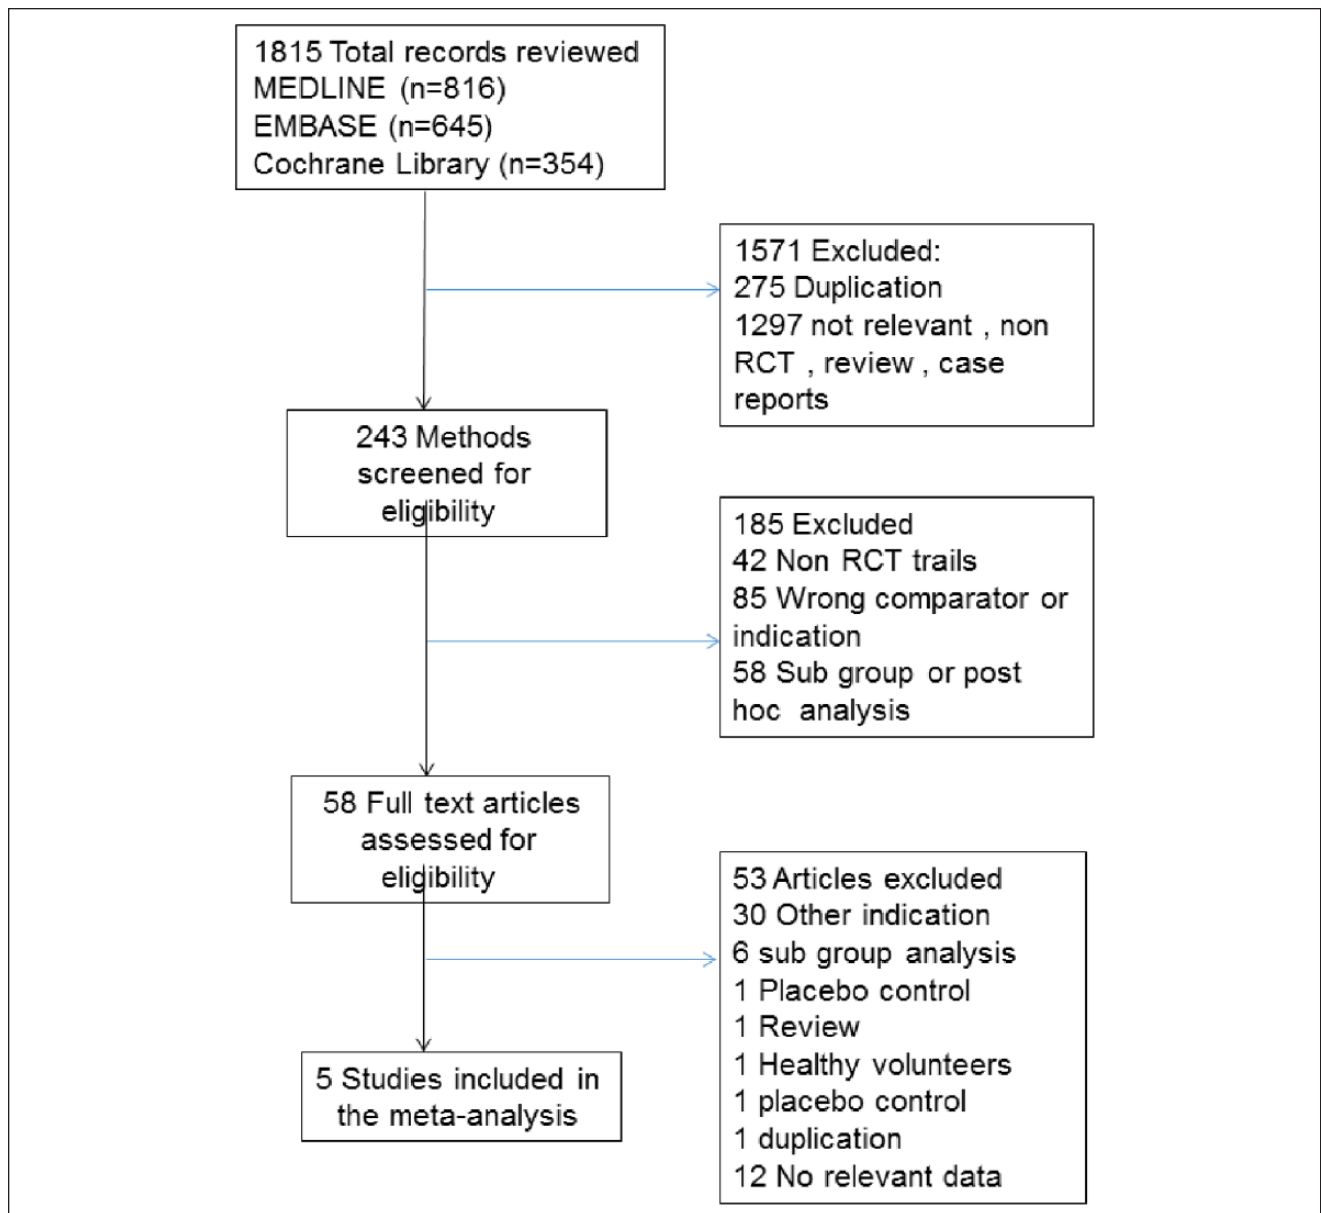 1815 Total records reviewed
MEDLINE (n=816)
EMBASE (n=645)
Cochrane Library (n=354)
1571 Excluded:
275 Duplication
1297 not relevant , non
RCT , review , case
reports
243 Methods
screened for
eligibility
185 Excluded
42 Non RCT trails
85 Wrong comparator or
indication
58 Sub group or post
hoc analysis
58 Full text articles
assessed for
eligibility
53 Articles excluded
30 Other indication
6 sub group analysis
1 Placebo control
1 Review
1 Healthy volunteers
1 placebo control
1 duplication
12 No relevant data
5 Studies included in
the meta-analysis